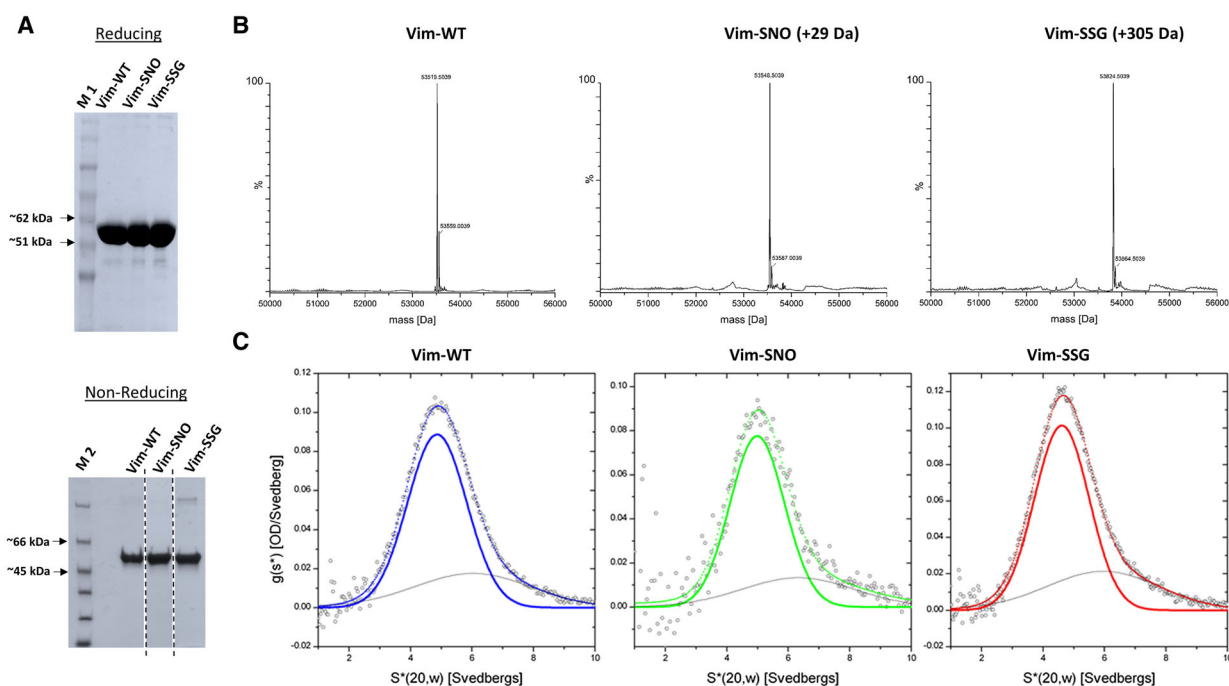 A
Reducing
M 1 Vim-WT Vim-SNO Vim-SSG
~62 kDa
~51 kDa
Non-Reducing
M 2 Vim-WT Vim-SNO Vim-SSG
~66 kDa
~45 kDa
B
Vim-WT
100
53519.5039
53559.0039
%
50000 51000 52000 53000 54000 55000 56000
mass [Da]
Vim-SNO (+29 Da)
100
53548.5039
53587.0039
%
50000 51000 52000 53000 54000 55000 56000
mass [Da]
Vim-SSG (+305 Da)
100
53824.5039
53864.5039
%
50000 51000 52000 53000 54000 55000 56000
mass [Da]
C
Vim-WT
g(s*) [OD/Svedberg]
0.12
0.10
0.08
0.06
0.04
0.02
0.00
-0.02
2 4 6 8 10
S*(20,w) [Svedbergs]
Vim-SNO
0.10
0.08
0.06
0.04
0.02
0.00
-0.02
2 4 6 8 10
S*(20,w) [Svedbergs]
Vim-SSG
0.12
0.10
0.08
0.06
0.04
0.02
0.00
-0.02
2 4 6 8 10
S*(20,w) [Svedbergs]